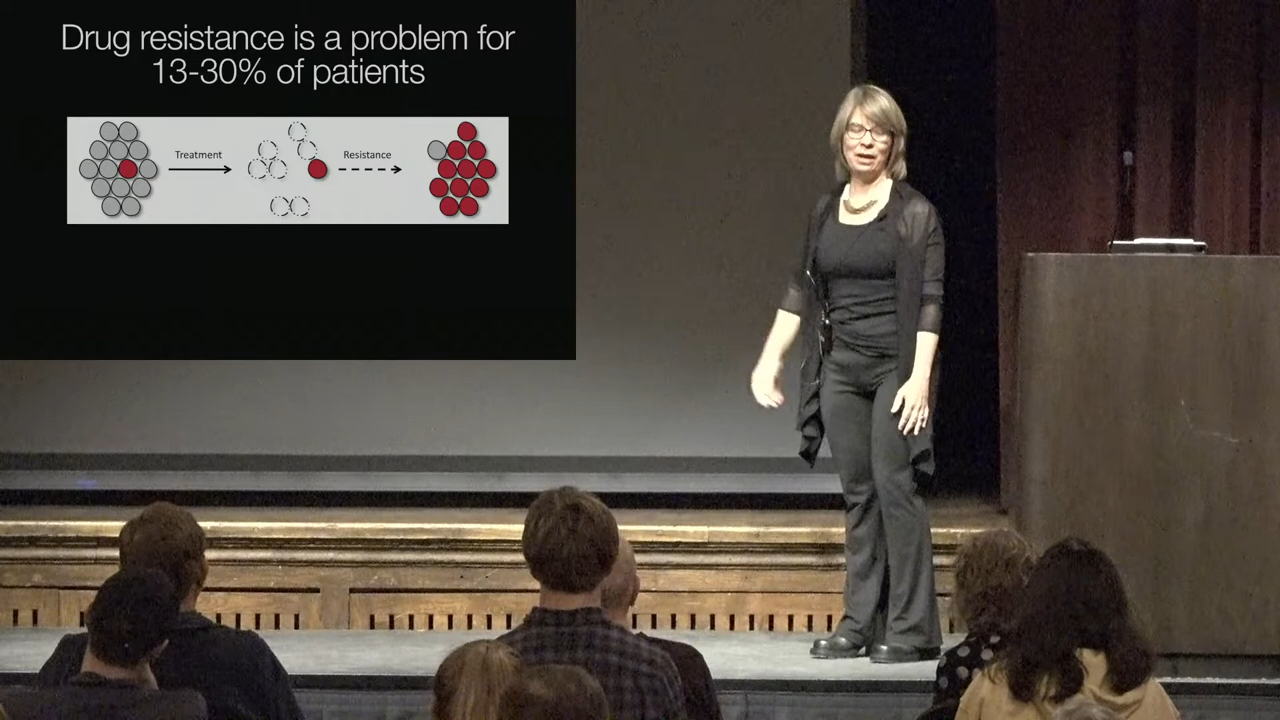 Drug resistance is a problem for
13-30% of patients
Treatment
Resistance